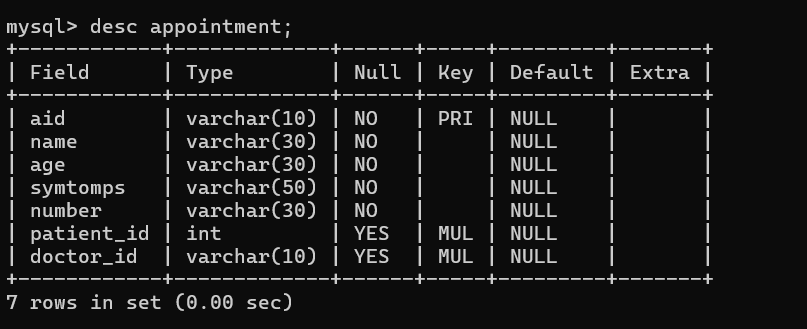 mysql> desc appointment;
+------------+-------------+------+-----+---------+-------+
| Field      | Type        | Null | Key | Default | Extra |
+------------+-------------+------+-----+---------+-------+
| aid        | varchar(10) | NO   | PRI | NULL    |       |
| name       | varchar(30) | NO   |     | NULL    |       |
| age        | varchar(30) | NO   |     | NULL    |       |
| symtomps   | varchar(50) | NO   |     | NULL    |       |
| number     | varchar(30) | NO   |     | NULL    |       |
| patient_id | int         | YES  | MUL | NULL    |       |
| doctor_id  | varchar(10) | YES  | MUL | NULL    |       |
+------------+-------------+------+-----+---------+-------+
7 rows in set (0.00 sec)